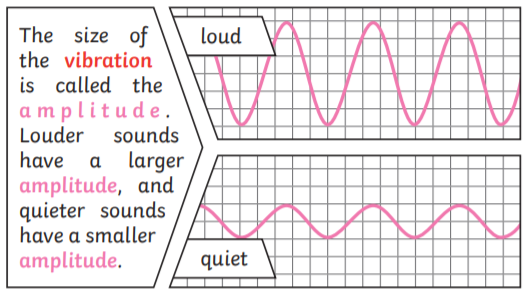 The size of
the vibration
is called the
amplitude.
Louder sounds
have a larger
amplitude, and
quieter sounds
have a smaller
amplitude.
loud
quiet